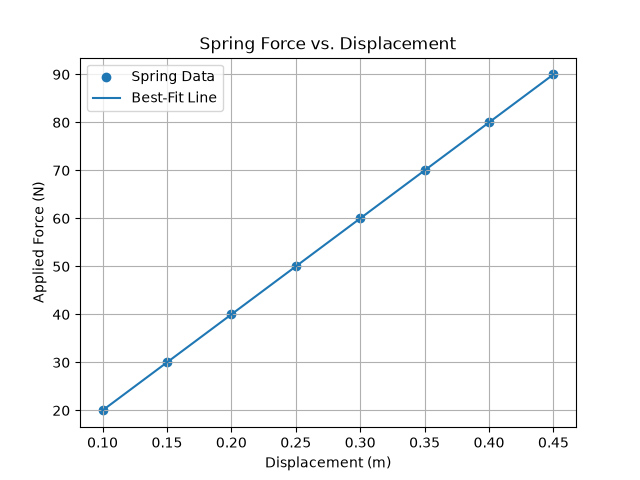 Spring Force vs. Displacement
Spring Data
Best-Fit Line
Applied Force (N)
90
80
70
60
50
40
30
20
0.10 0.15 0.20 0.25 0.30 0.35 0.40 0.45
Displacement (m)